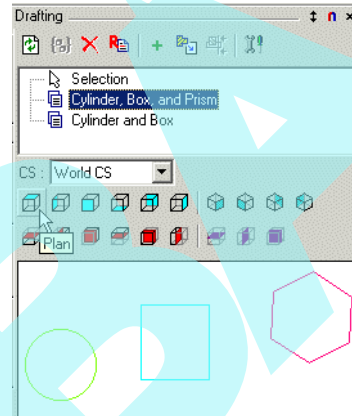 Drafting
Selection
Cylinder, Box, and Prism
Cylinder and Box
CS : World CS
Plan